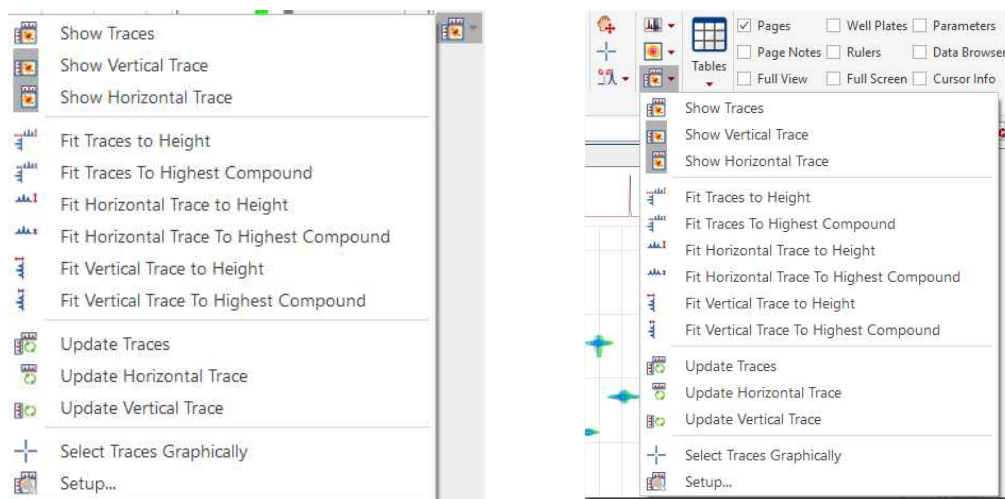 Show Traces
Show Vertical Trace
Show Horizontal Trace
Fit Traces to Height
Fit Traces To Highest Compound
Fit Horizontal Trace to Height
Fit Horizontal Trace To Highest Compound
Fit Vertical Trace to Height
Fit Vertical Trace To Highest Compound
Update Traces
Update Horizontal Trace
Update Vertical Trace
Select Traces Graphically
Setup...
Tables
Pages Well Plates Parameters
Page Notes Rulers Data Browser
Full View Full Screen Cursor Info
Show Traces
Show Vertical Trace
Show Horizontal Trace
Fit Traces to Height
Fit Traces To Highest Compound
Fit Horizontal Trace to Height
Fit Horizontal Trace To Highest Compound
Fit Vertical Trace to Height
Fit Vertical Trace To Highest Compound
Update Traces
Update Horizontal Trace
Update Vertical Trace
Select Traces Graphically
Setup...